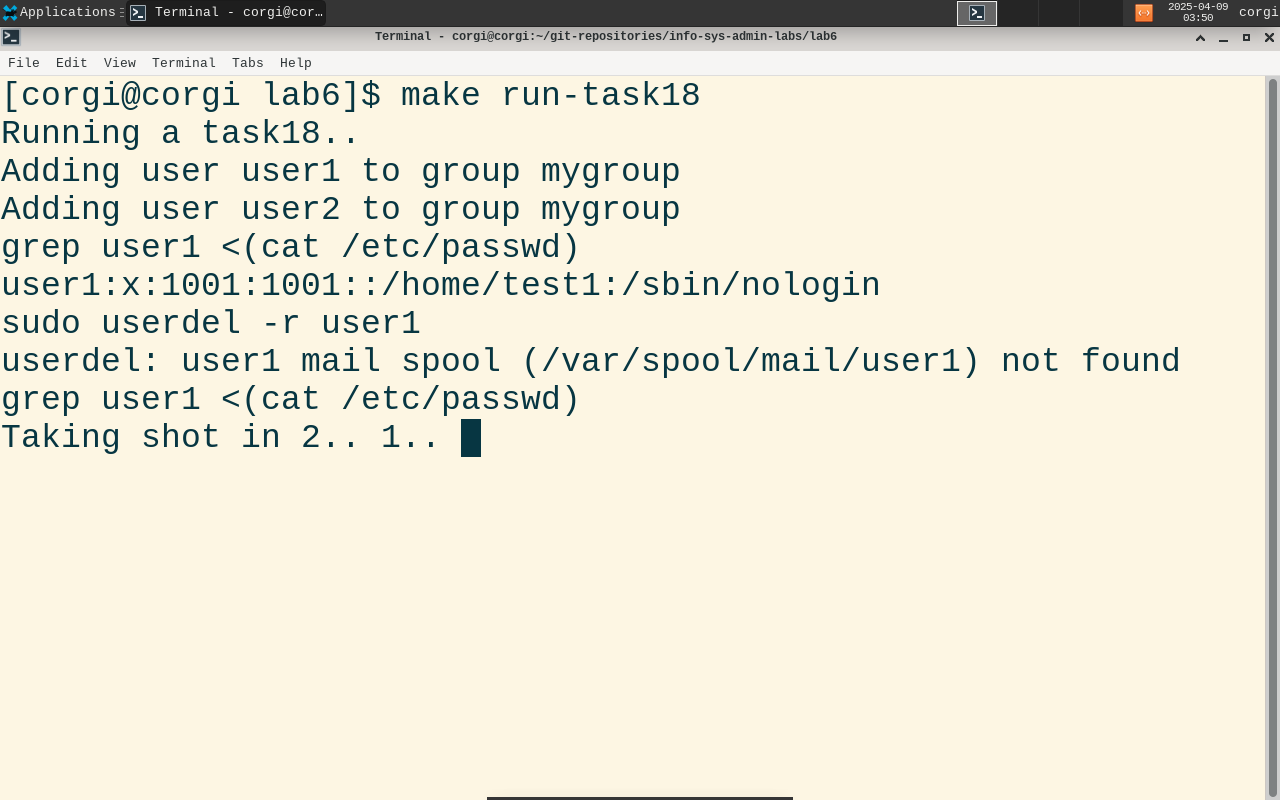 Applications
Terminal - corgi@cor...
2025-04-09
03:50
corgi
Terminal - corgi@corgi:~/git-repositories/info-sys-admin-labs/lab6
File Edit View Terminal Tabs Help
[corgi@corgi lab6]$ make run-task18
Running a task18..
Adding user user1 to group mygroup
Adding user user2 to group mygroup
grep user1 <(cat /etc/passwd)
user1:x:1001:1001::/home/test1:/sbin/nologin
sudo userdel -r user1
userdel: user1 mail spool (/var/spool/mail/user1) not found
grep user1 <(cat /etc/passwd)
Taking shot in 2.. 1..